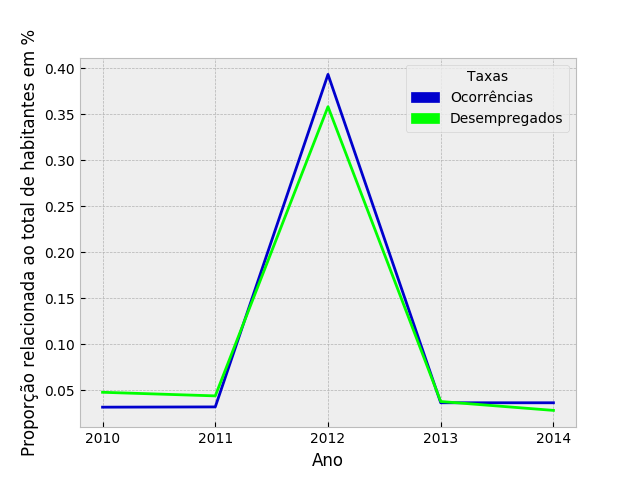 Proporção relacionada ao total de habitantes em %
0.40
0.35
0.30
0.25
0.20
0.15
0.10
0.05
Taxas
Ocorrências
Desempregados
2010 2011 2012 2013 2014
Ano